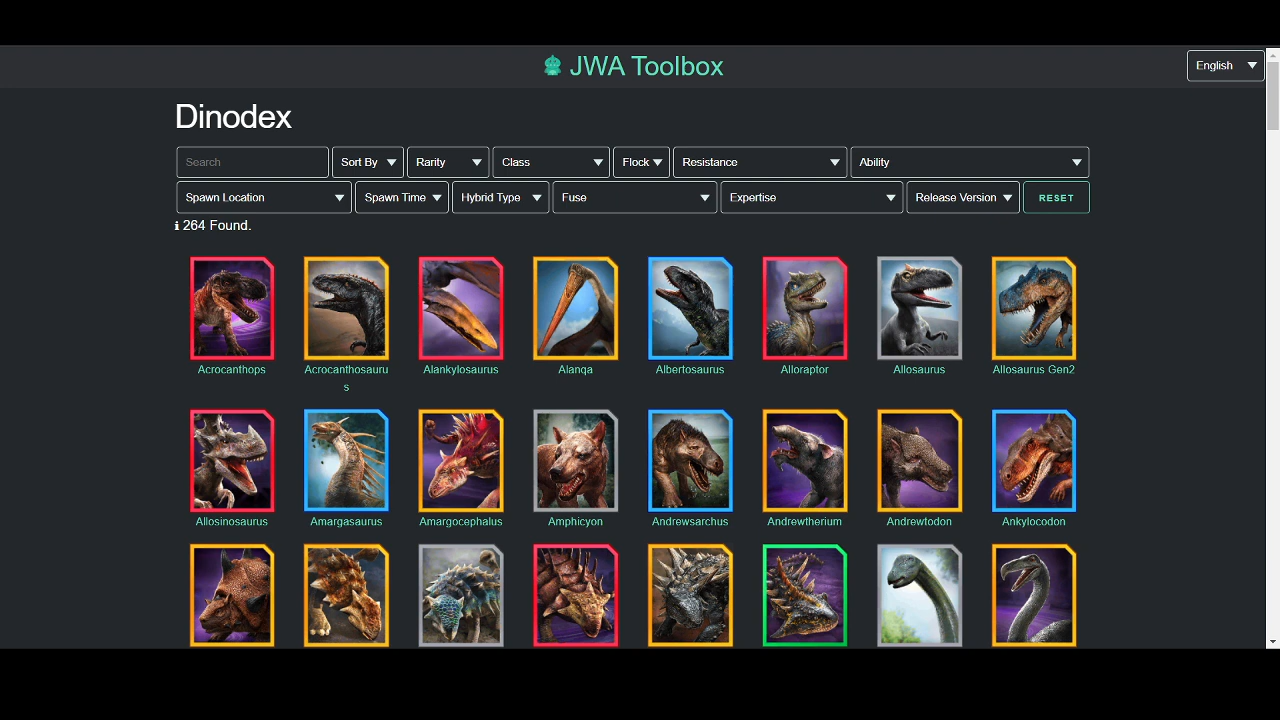 JWA Toolbox
English
Dinodex
Search
Sort By
Rarity
Class
Flock
Resistance
Ability
Spawn Location
Spawn Time
Hybrid Type
Fuse
Expertise
Release Version
RESET
264 Found.
Acrocanthops
Acrocanthosauru
s
Alankylosaurus
Alanqa
Albertosaurus
Alloraptor
Allosaurus
Allosaurus Gen2
Allosinosaurus
Amargasaurus
Amargocephalus
Amphicyon
Andrewsarchus
Andrewtherium
Andrewtodon
Ankylocodon